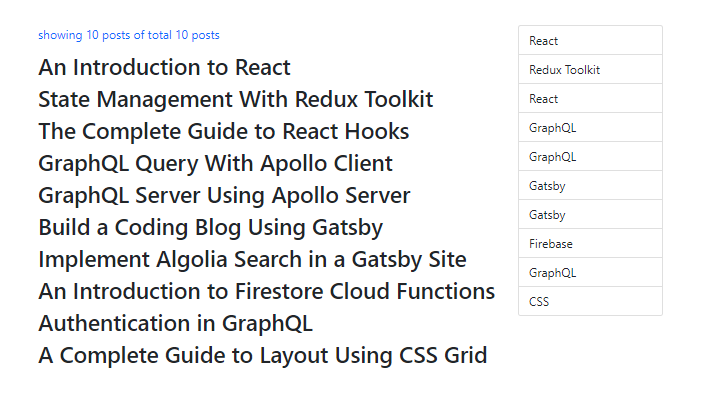 showing 10 posts of total 10 posts
An Introduction to React
State Management With Redux Toolkit
The Complete Guide to React Hooks
GraphQL Query With Apollo Client
GraphQL Server Using Apollo Server
Build a Coding Blog Using Gatsby
Implement Algolia Search in a Gatsby Site
An Introduction to Firestore Cloud Functions
Authentication in GraphQL
A Complete Guide to Layout Using CSS Grid
React
Redux Toolkit
React
GraphQL
GraphQL
Gatsby
Gatsby
Firebase
GraphQL
CSS